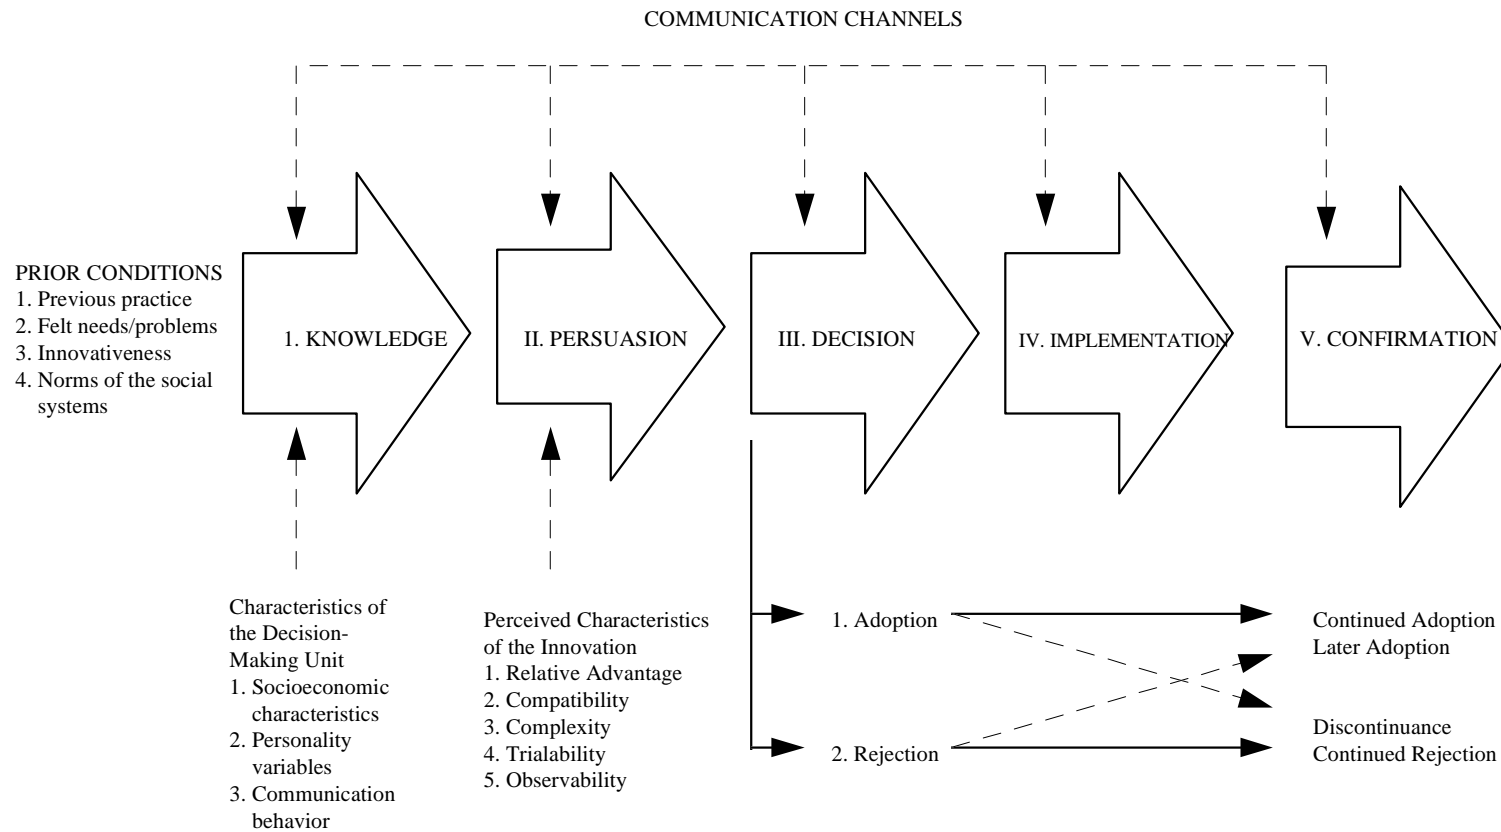 COMMUNICATION CHANNELS
PRIOR CONDITIONS
1. Previous practice
2. Felt needs/problems
3. Innovativeness
4. Norms of the social
systems
1. KNOWLEDGE
II. PERSUASION
III. DECISION
IV. IMPLEMENTATION
V. CONFIRMATION
Characteristics of
the Decision-
Making Unit
1. Socioeconomic
characteristics
2. Personality
variables
3. Communication
behavior
Perceived Characteristics
of the Innovation
1. Relative Advantage
2. Compatibility
3. Complexity
4. Trialability
5. Observability
1. Adoption
2. Rejection
Continued Adoption
Later Adoption
Discontinuance
Continued Rejection